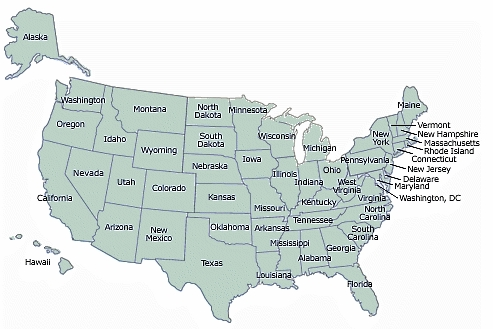 Alaska
Washington
Montana
North
Dakota
Minnesota
Maine
Oregon
Idaho
Wyoming
South
Dakota
Wisconsin
Michigan
New
York
Vermont
New Hampshire
Massachusetts
Rhode Island
Connecticut
Nevada
Utah
Colorado
Nebraska
Iowa
Illinois
Indiana
Ohio
Pennsylvania
New Jersey
Delaware
Maryland
Washington, DC
California
Kansas
Missouri
Kentucky
West
Virginia
Virginia
Arizona
New
Mexico
Oklahoma
Arkansas
Tennessee
North
Carolina
South
Carolina
Texas
Louisiana
Mississippi
Alabama
Georgia
Florida
Hawaii